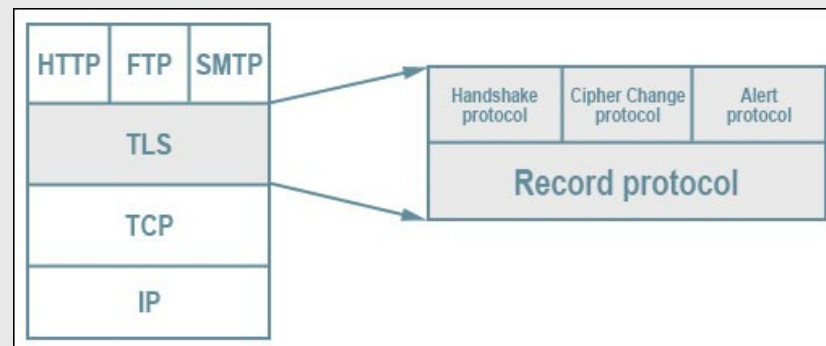 HTTP FTP SMTP
TLS
TCP
IP
Handshake
protocol
Cipher Change
protocol
Alert
protocol
Record protocol